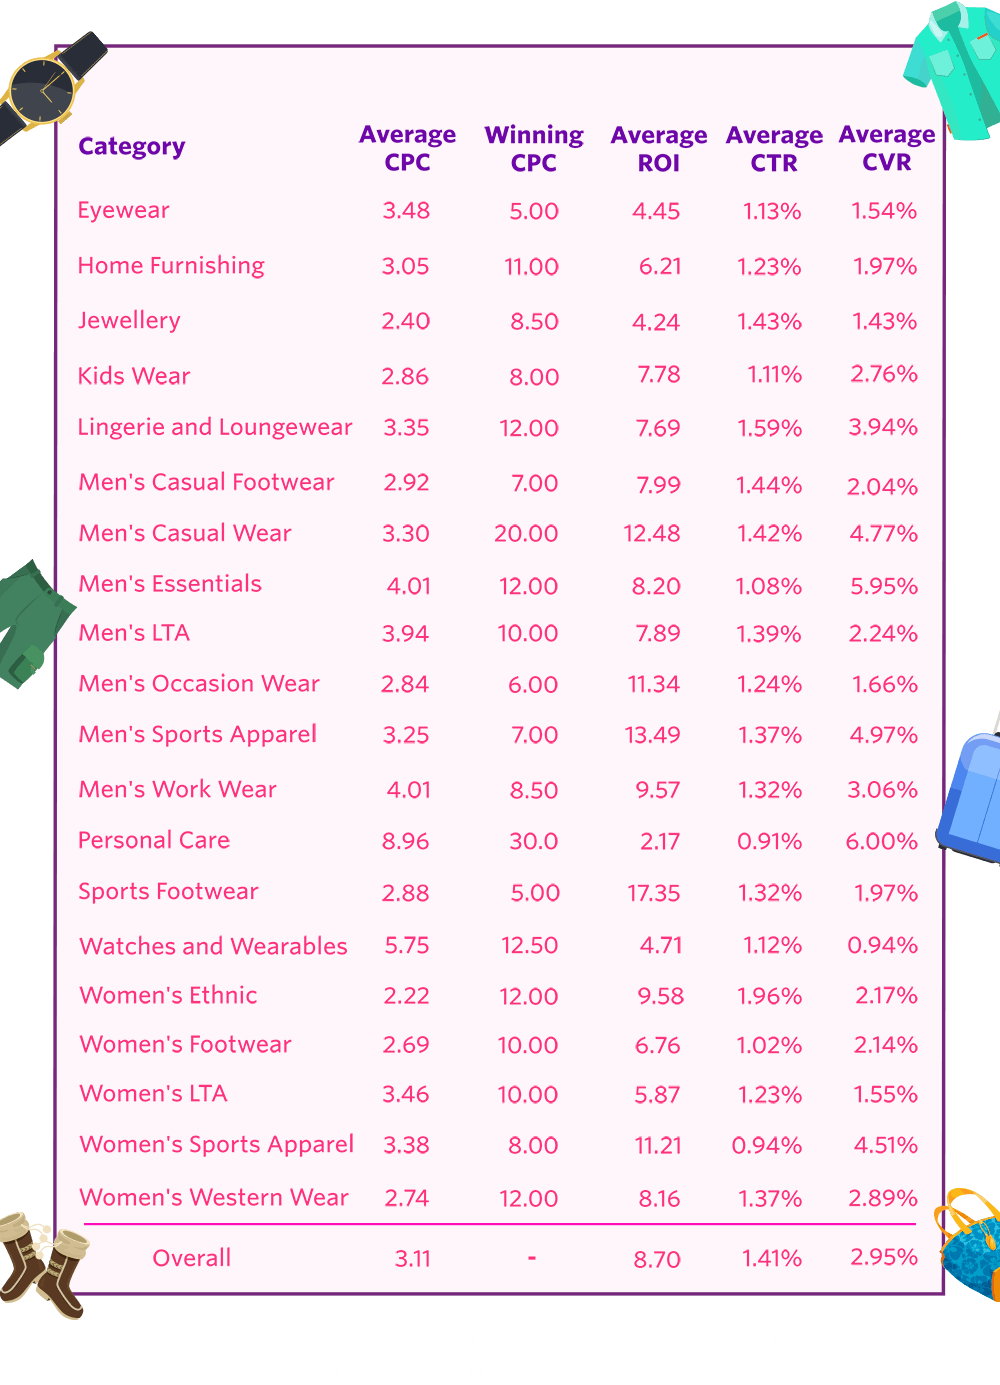 Category Average CPC Winning CPC Average ROI Average CTR Average CVR
Eyewear 3.48 5.00 4.45 1.13% 1.54%
Home Furnishing 3.05 11.00 6.21 1.23% 1.97%
Jewellery 2.40 8.50 4.24 1.43% 1.43%
Kids Wear 2.86 8.00 7.78 1.11% 2.76%
Lingerie and Loungewear 3.35 12.00 7.69 1.59% 3.94%
Men's Casual Footwear 2.92 7.00 7.99 1.44% 2.04%
Men's Casual Wear 3.30 20.00 12.48 1.42% 4.77%
Men's Essentials 4.01 12.00 8.20 1.08% 5.95%
Men's LTA 3.94 10.00 7.89 1.39% 2.24%
Men's Occasion Wear 2.84 6.00 11.34 1.24% 1.66%
Men's Sports Apparel 3.25 7.00 13.49 1.37% 4.97%
Men's Work Wear 4.01 8.50 9.57 1.32% 3.06%
Personal Care 8.96 30.0 2.17 0.91% 6.00%
Sports Footwear 2.88 5.00 17.35 1.32% 1.97%
Watches and Wearables 5.75 12.50 4.71 1.12% 0.94%
Women's Ethnic 2.22 12.00 9.58 1.96% 2.17%
Women's Footwear 2.69 10.00 6.76 1.02% 2.14%
Women's LTA 3.46 10.00 5.87 1.23% 1.55%
Women's Sports Apparel 3.38 8.00 11.21 0.94% 4.51%
Women's Western Wear 2.74 12.00 8.16 1.37% 2.89%
Overall 3.11 - 8.70 1.41% 2.95%